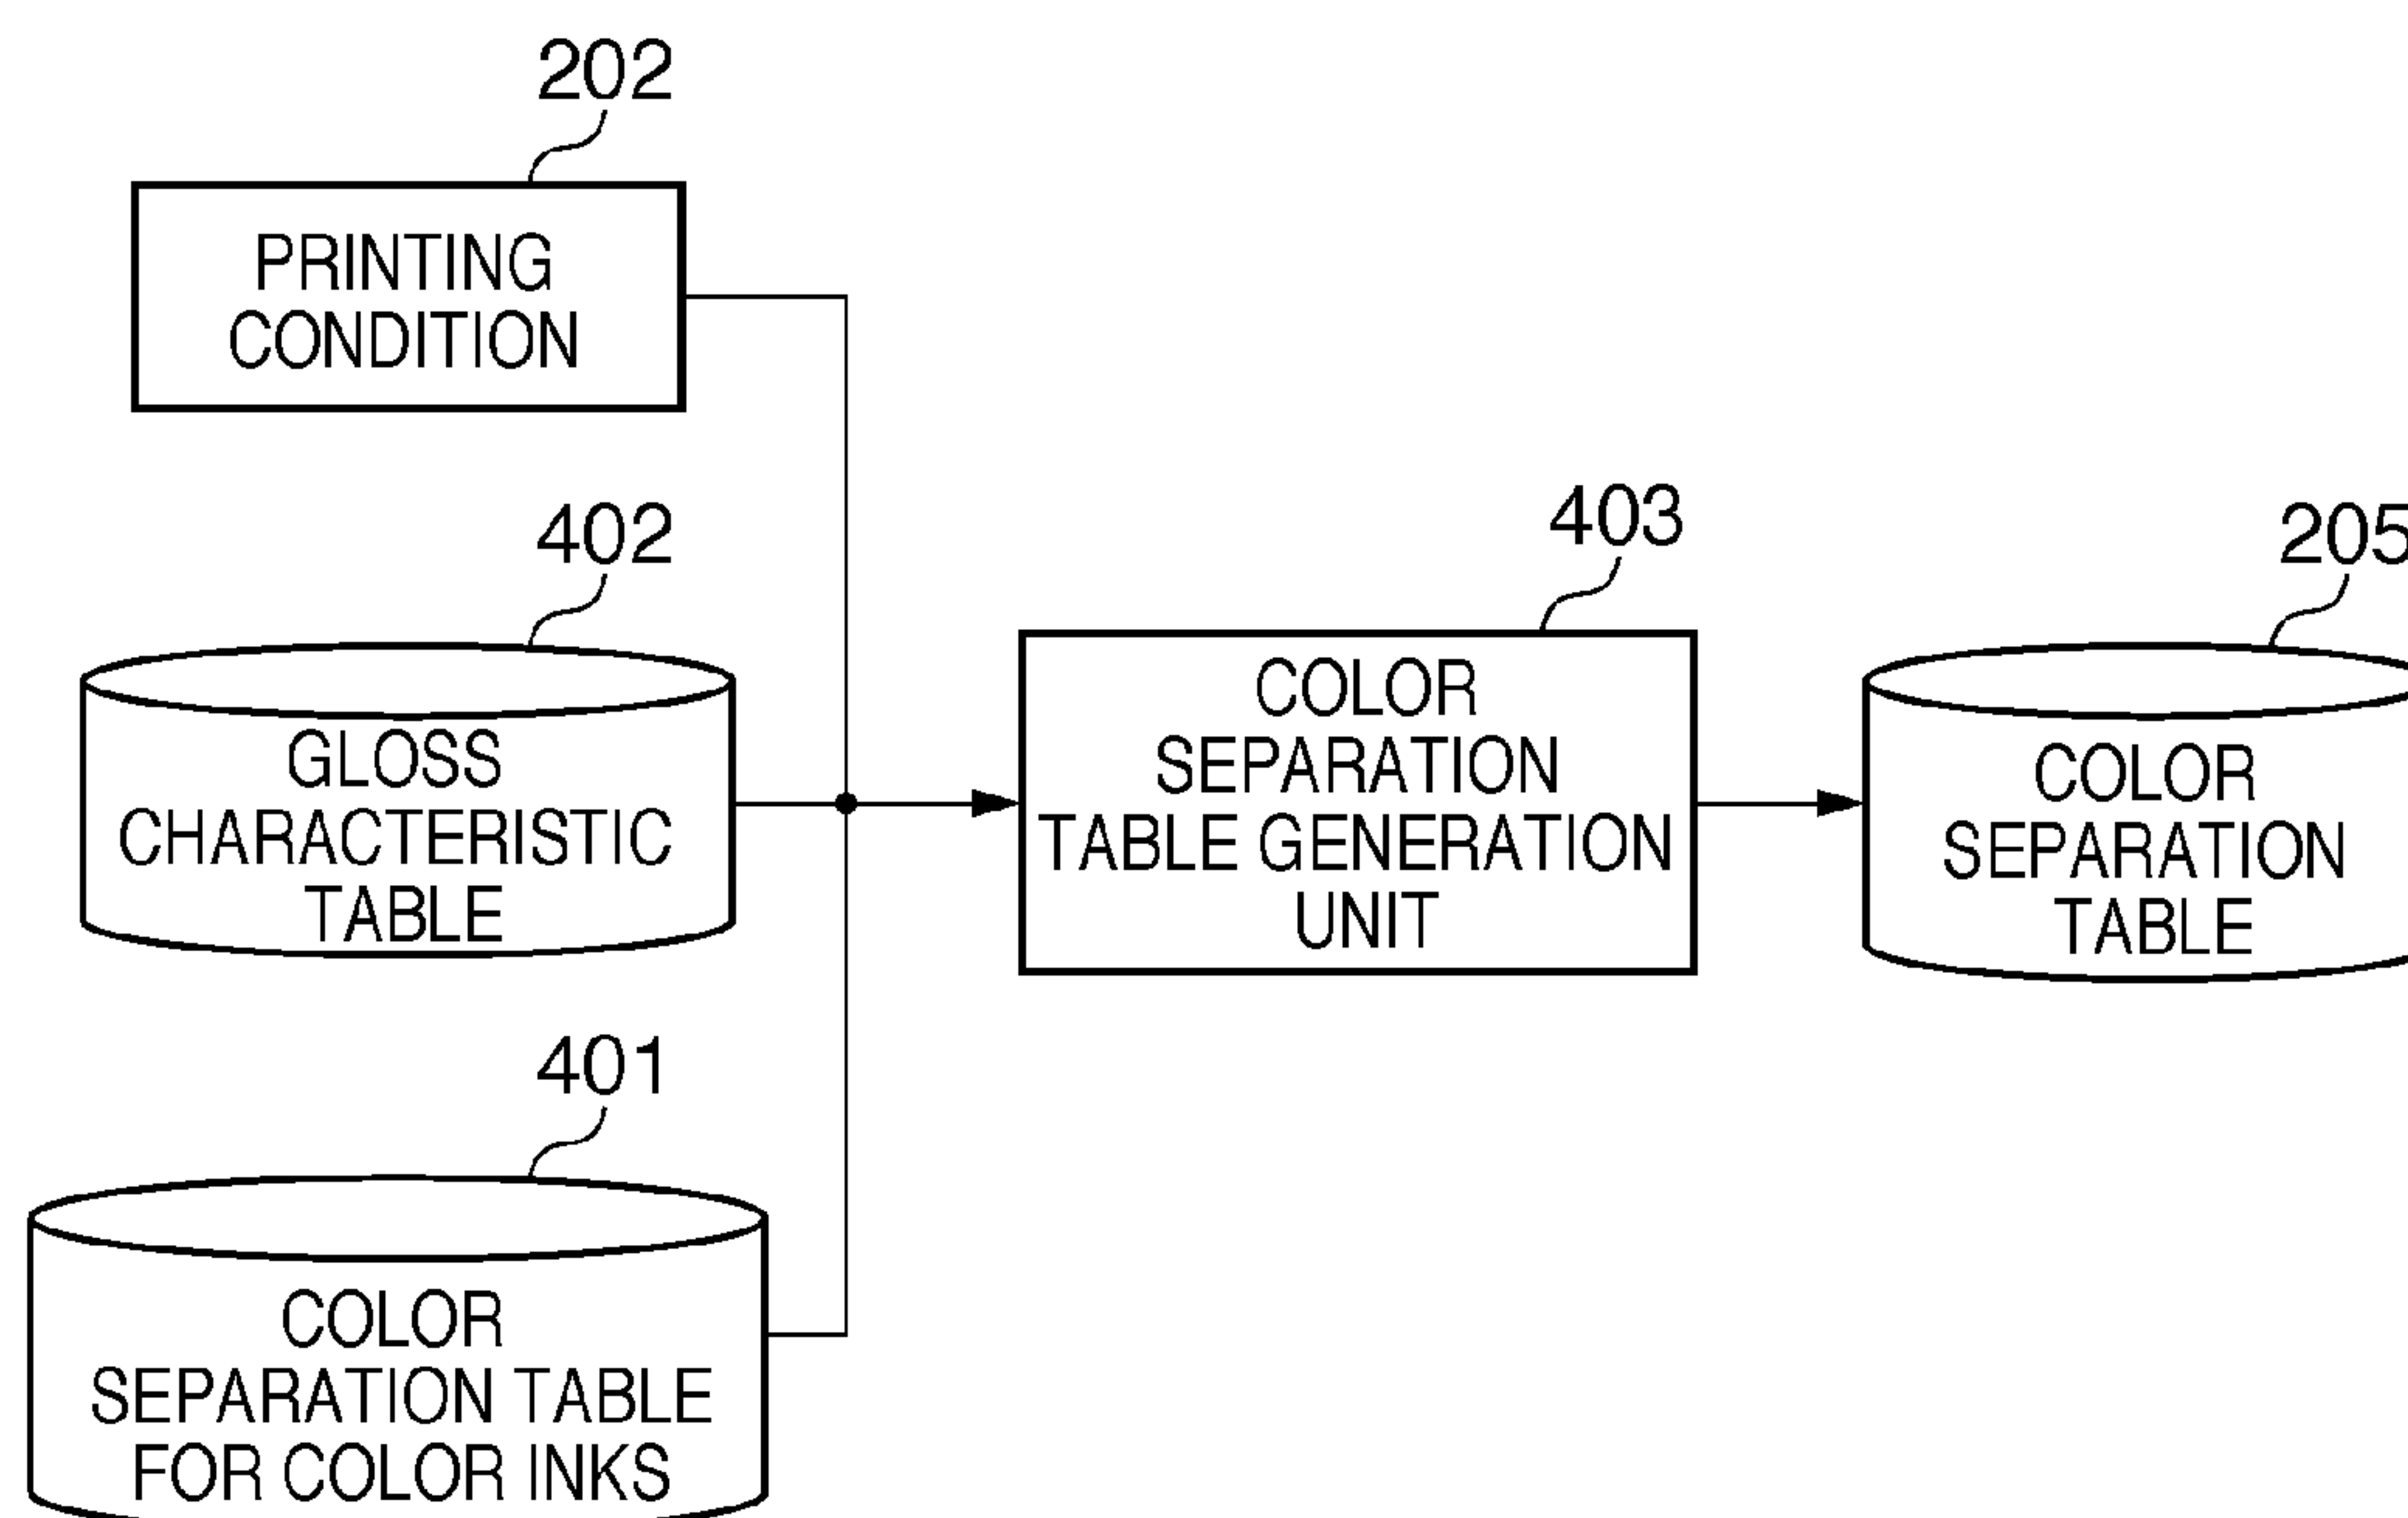 202
PRINTING
CONDITION
402
GLOSS
CHARACTERISTIC
TABLE
401
COLOR
SEPARATION TABLE
FOR COLOR INKS
403
COLOR
SEPARATION
TABLE GENERATION
UNIT
205
COLOR
SEPARATION
TABLE